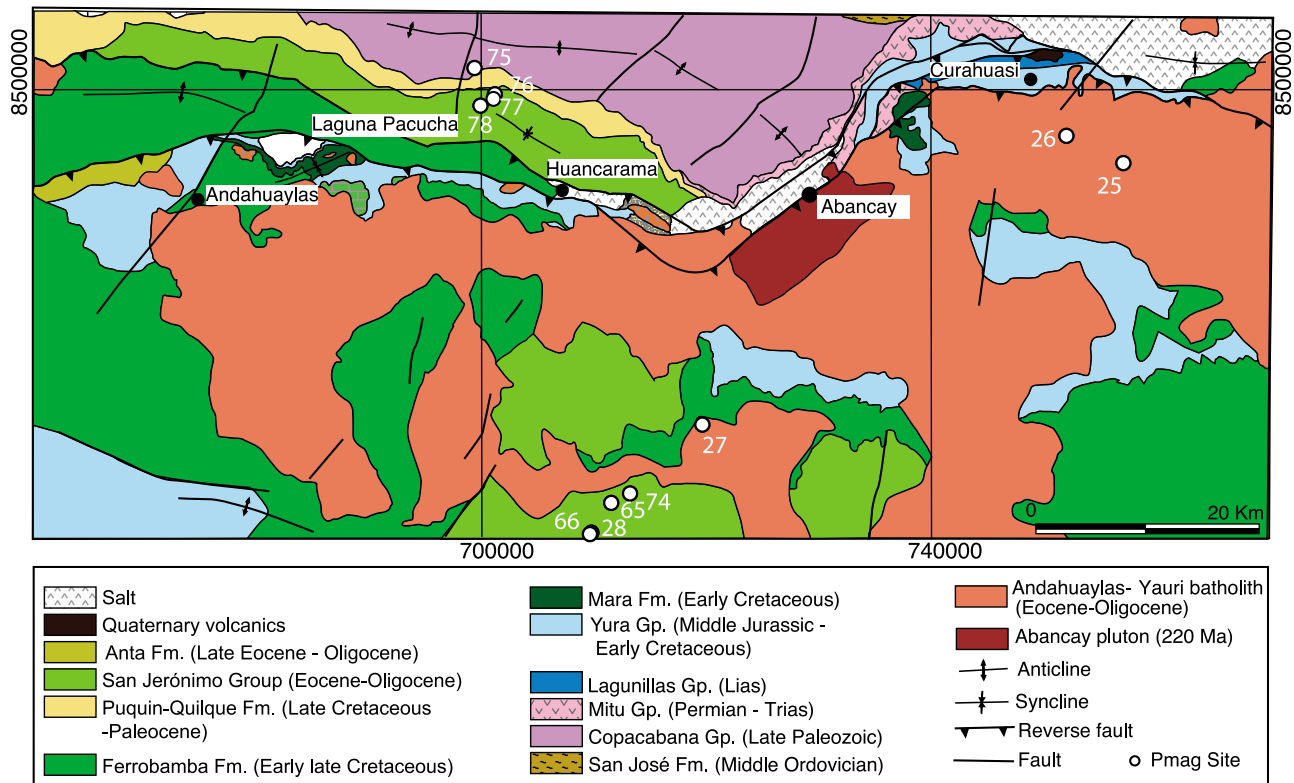 75
8500000
8500000
Curahuasi
76
77
Laguna Pacucha
78
26
Huancarama
25
Andahuaylas
Abancay
27
74
65
66
28
0
20 Km
700000
740000
Salt
Quaternary volcanics
Anta Fm. (Late Eocene - Oligocene)
San Jerónimo Group (Eocene-Oligocene)
Puquin-Quilque Fm. (Late Cretaceous
-Paleocene)
Ferrobamba Fm. (Early late Cretaceous)
Mara Fm. (Early Cretaceous)
Yura Gp. (Middle Jurassic -
Early Cretaceous)
Lagunillas Gp. (Lias)
Mitu Gp. (Permian - Trias)
Copacabana Gp. (Late Paleozoic)
San José Fm. (Middle Ordovician)
Andahuaylas- Yauri batholith
(Eocene-Oligocene)
Abancay pluton (220 Ma)
Anticline
Syncline
Reverse fault
Fault
Pmag Site